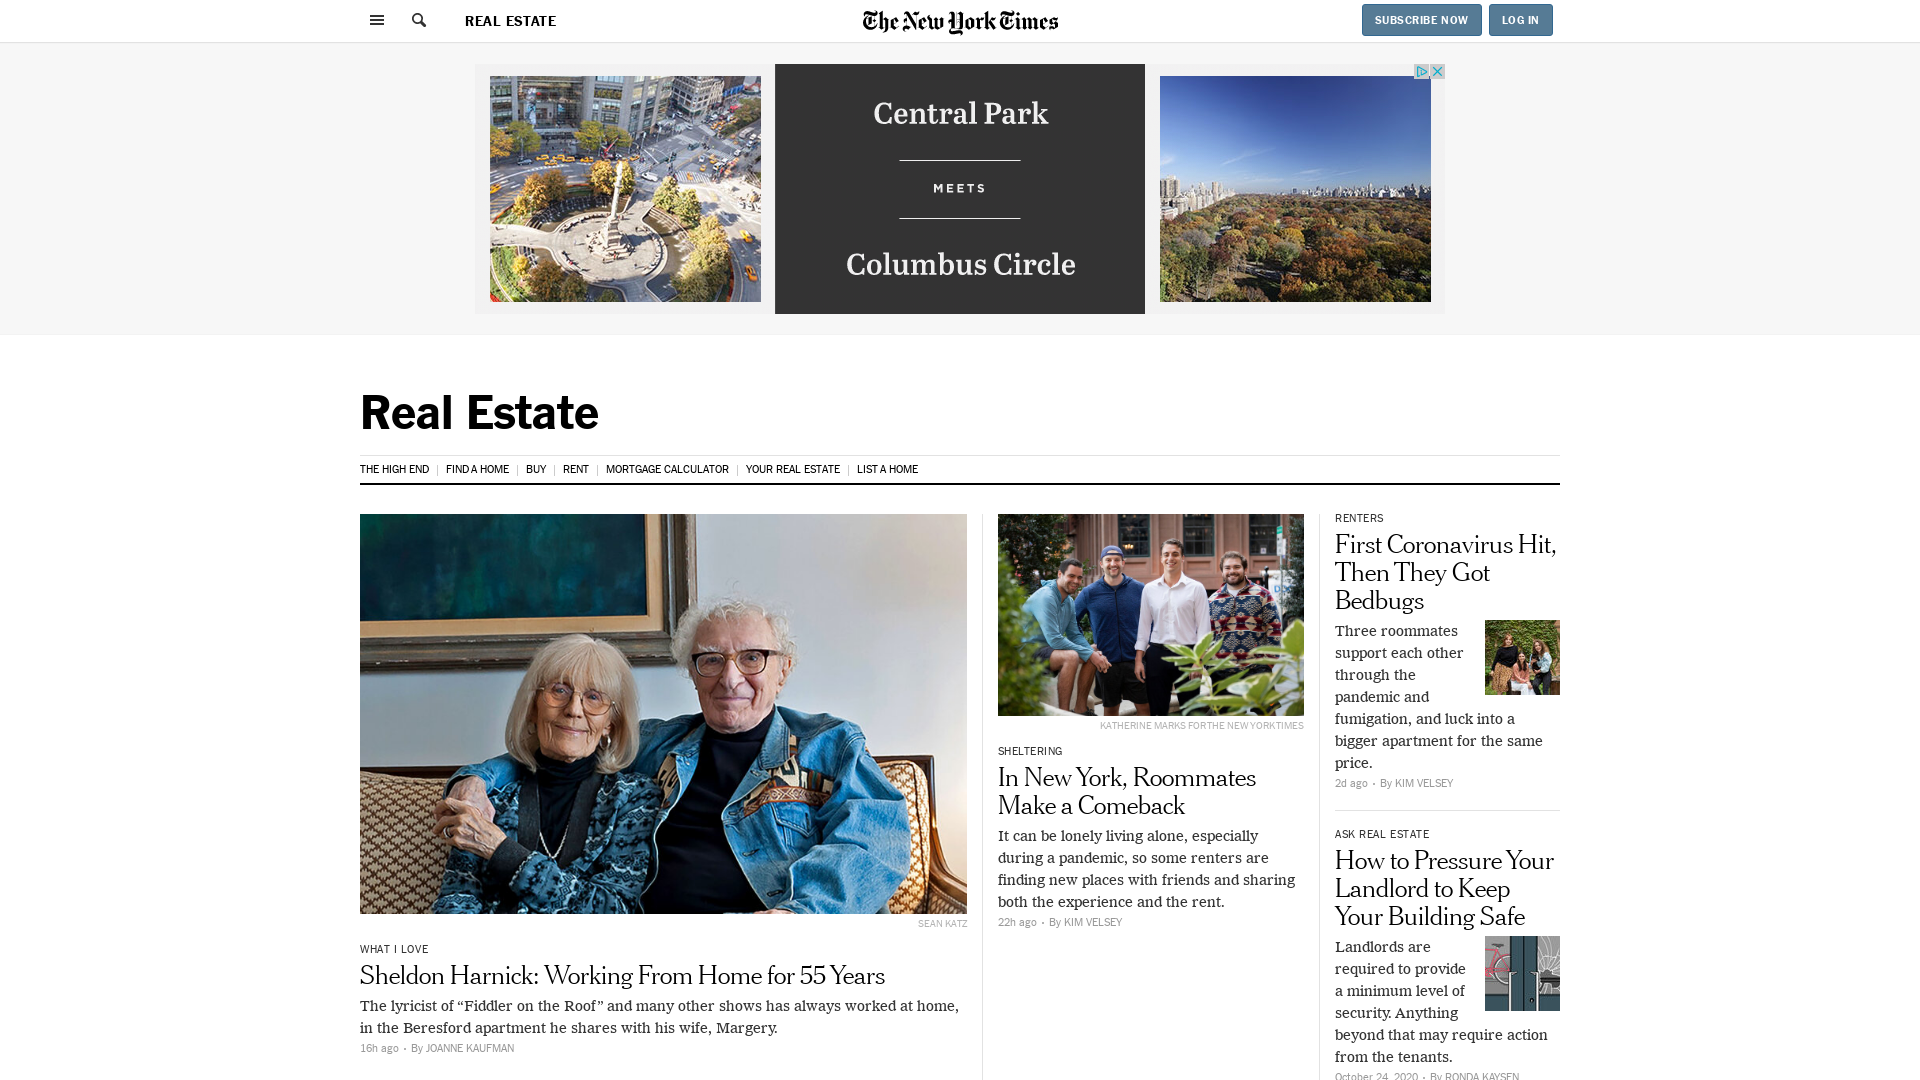 REAL ESTATE
The New York Times
SUBSCRIBE NOW
LOG IN
Central Park
MEETS
Columbus Circle
Real Estate
THE HIGH END
FIND A HOME
BUY
RENT
MORTGAGE CALCULATOR
YOUR REAL ESTATE
LIST A HOME
SEAN KATZ
WHAT I LOVE
Sheldon Harnick: Working From Home for 55 Years
The lyricist of “Fiddler on the Roof” and many other shows has always worked at home,
in the Beresford apartment he shares with his wife, Margery.
16h ago • By JOANNE KAUFMAN
KATHERINE MARKS FOR THE NEW YORK TIMES
SHELTERING
In New York, Roommates
Make a Comeback
It can be lonely living alone, especially
during a pandemic, so some renters are
finding new places with friends and sharing
both the experience and the rent.
22h ago • By KIM VELSEY
RENTERS
First Coronavirus Hit,
Then They Got
Bedbugs
Three roommates
support each other
through the
pandemic and
fumigation, and luck into a
bigger apartment for the same
price.
2d ago • By KIM VELSEY
ASK REAL ESTATE
How to Pressure Your
Landlord to Keep
Your Building Safe
Landlords are
required to provide
a minimum level of
security. Anything
beyond that may require action
from the tenants.
October 24, 2020 • By RONDA KAYSEN